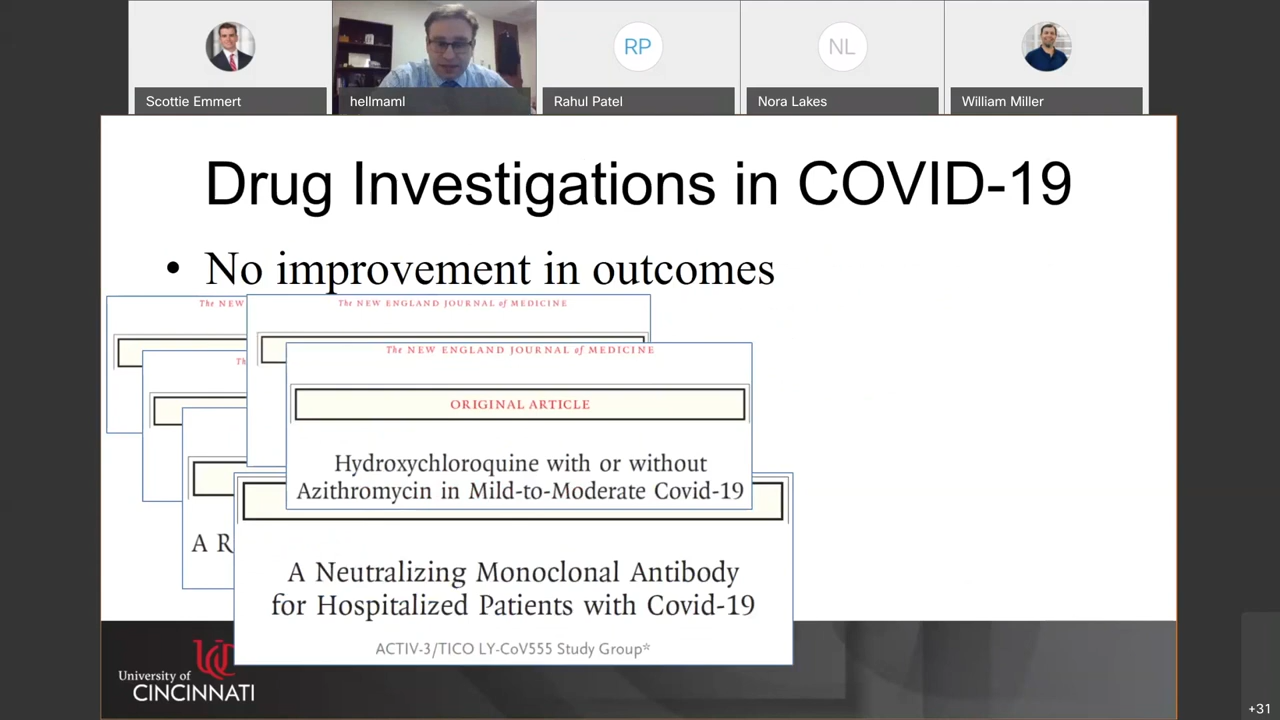 Scottie Emmert
hellmaml
RP
Rahul Patel
NL
Nora Lakes
William Miller
Drug Investigations in COVID-19
• No improvement in outcomes
The NEW
The NEW ENGLAND JOURNAL of MEDICINE
Th
The NEW ENGLAND JOURNAL of MEDICINE
ORIGINAL ARTICLE
Hydroxychloroquine with or without
Azithromycin in Mild-to-Moderate Covid-19
A R
A Neutralizing Monoclonal Antibody
for Hospitalized Patients with Covid-19
ACTIV-3/TICO LY-CoV555 Study Group*
UC
University of
CINCINNATI
+31